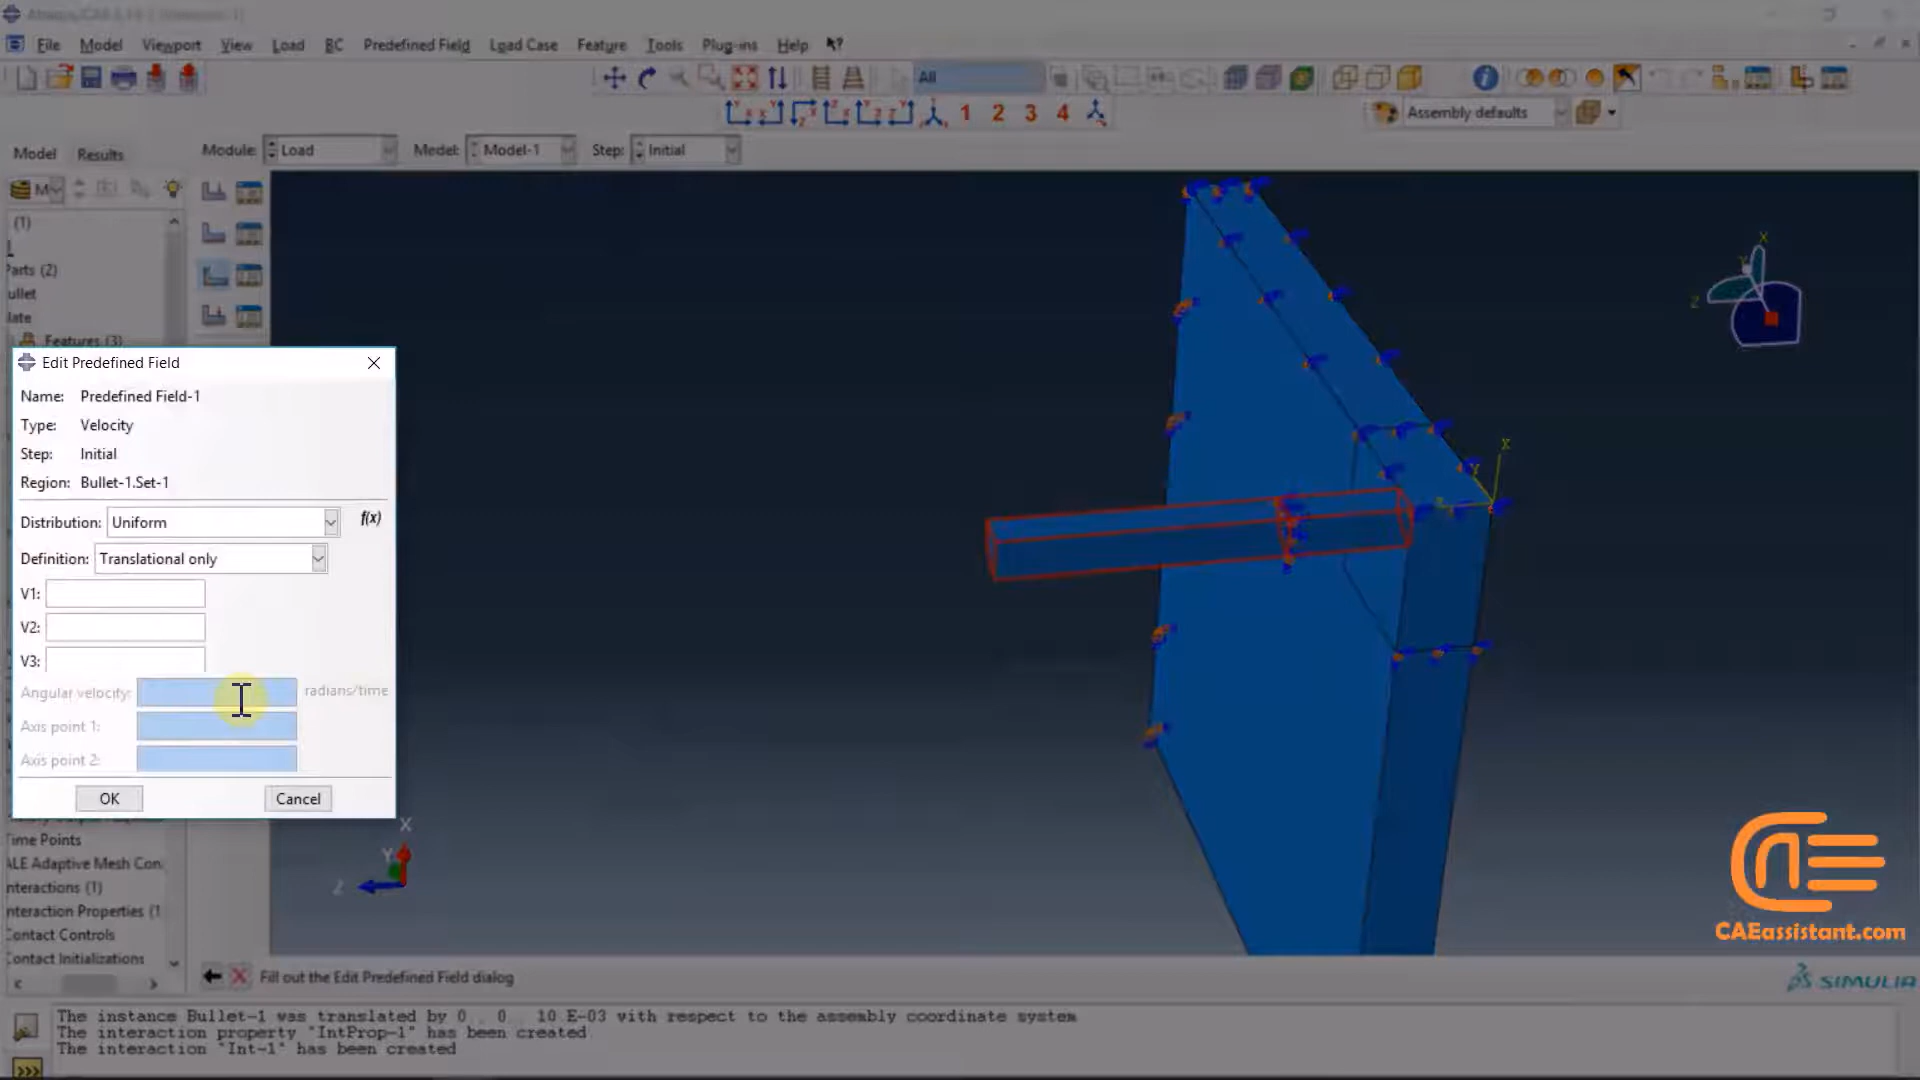 File Model Viewport View Load BC Predefined Field Load Case Feature Tools Plug-ins Help
All
1 2 3 4
Assembly defaults
Model Results
Module: Load Model: Model-1 Step: Initial
(1)
Parts (2)
Features (3)
Edit Predefined Field
Name: Predefined Field-1
Type: Velocity
Step: Initial
Region: Bullet-1.Set-1
Distribution: Uniform f(x)
Definition: Translational only
V1:
V2:
V3:
Angular velocity: radians/time
Axis point 1:
Axis point 2:
OK Cancel
Time Points
ALE Adaptive Mesh Con
nteractions (1)
nteraction Properties (1
Contact Controls
Contact Initializations
X
Y
Z
X
Y
X
Y
Z
CAEassistant.com
Fill out the Edit Predefined Field dialog
SIMULIA
The instance Bullet-1 was translated by 0., 0., 10.E-03 with respect to the assembly coordinate system
The interaction property "IntProp-1" has been created.
The interaction "Int-1" has been created.
>>>